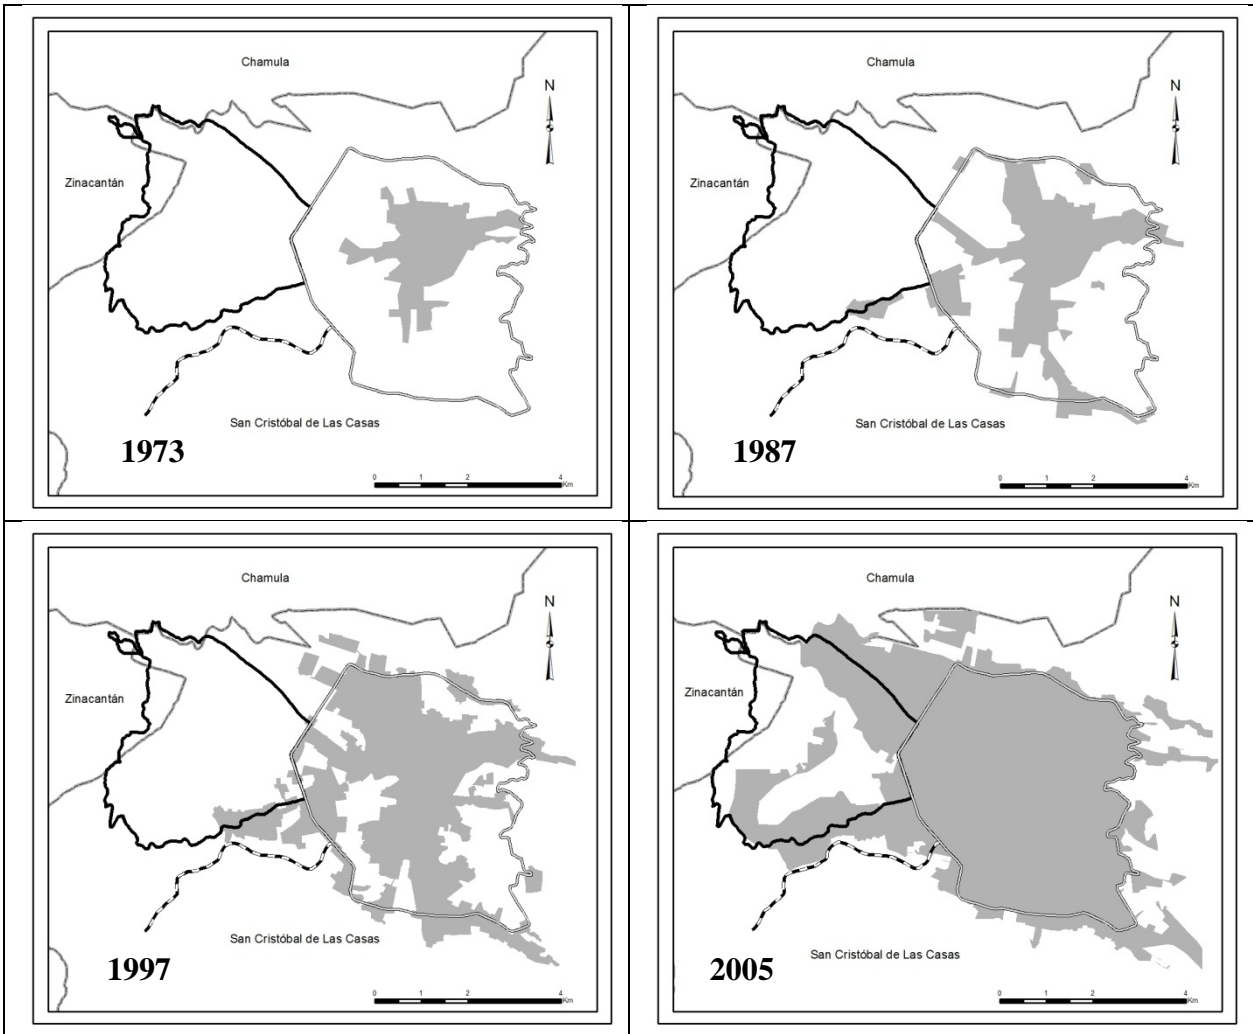 Chamula
N
Zinacantán
San Cristóbal de Las Casas
1973
0 1 2 4
Km
Chamula
N
Zinacantán
San Cristóbal de Las Casas
1987
0 1 2 4
Km
Chamula
N
Zinacantán
San Cristóbal de Las Casas
1997
0 1 2 4
Km
Chamula
N
Zinacantán
San Cristóbal de Las Casas
2005
0 1 2 4
Km